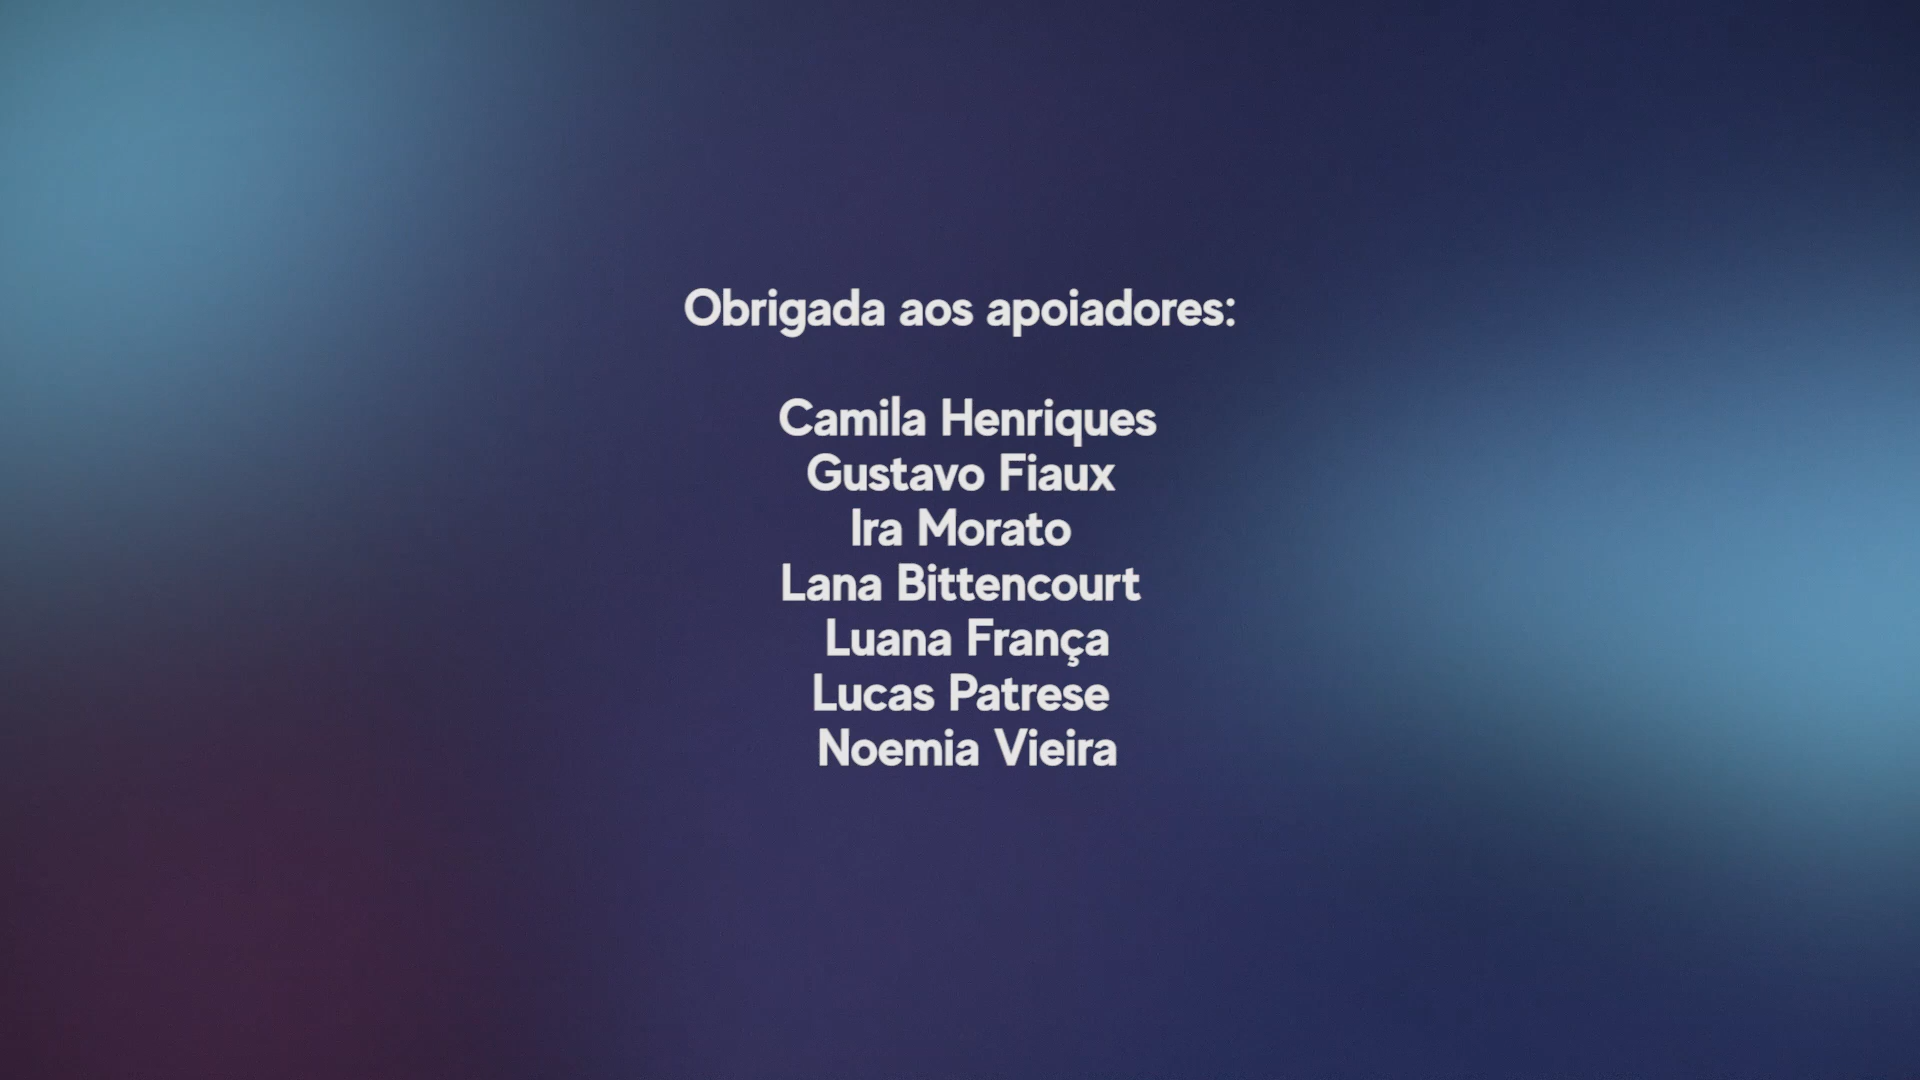 Obrigada aos apoiadores:
Camila Henriques
Gustavo Fiaux
Ira Morato
Lana Bittencourt
Luana França
Lucas Patrese
Noemia Vieira